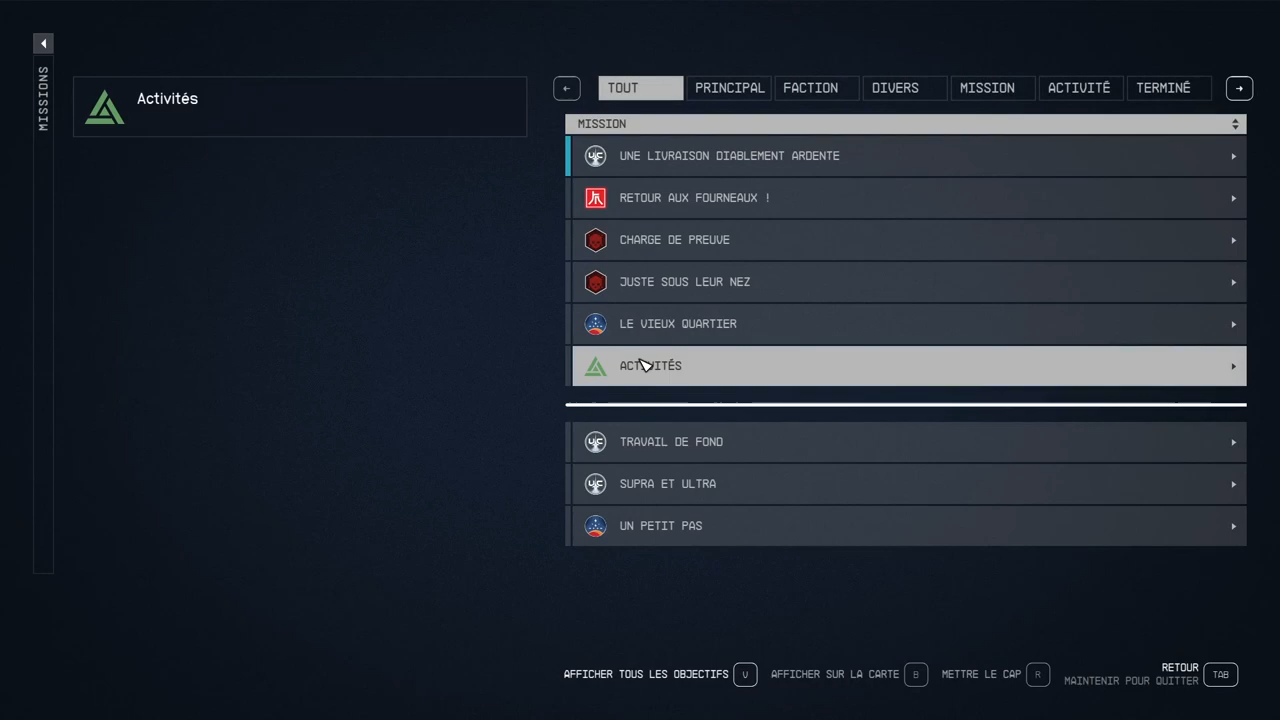 MISSIONS
Activités
TOUT
PRINCIPAL
FACTION
DIVERS
MISSION
ACTIVITÉ
TERMINÉ
MISSION
UNE LIVRAISON DIABLEMENT ARDENTE
RETOUR AUX FOURNEAUX !
CHARGE DE PREUVE
JUSTE SOUS LEUR NEZ
LE VIEUX QUARTIER
ACTIVITÉS
TRAVAIL DE FOND
SUPRA ET ULTRA
UN PETIT PAS
AFFICHER TOUS LES OBJECTIFS V
AFFICHER SUR LA CARTE B
METTRE LE CAP R
RETOUR
MAINTENIR POUR QUITTER TAB